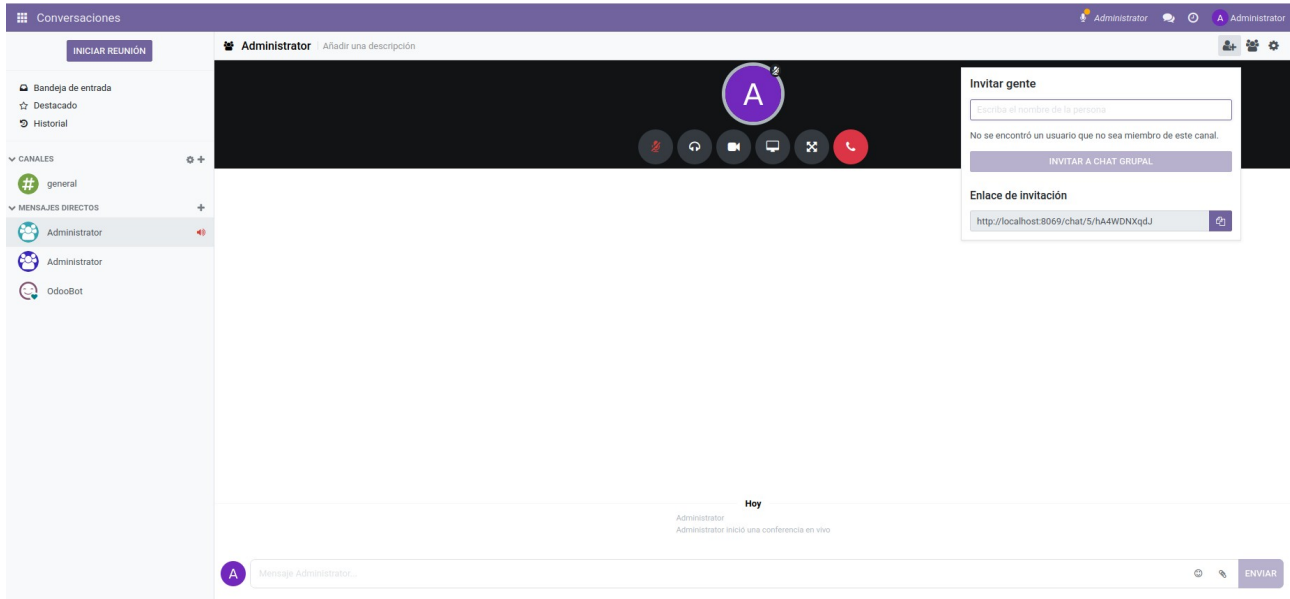 Conversaciones
Administrator
A Administrator
INICIAR REUNIÓN
Bandeja de entrada
Destacado
Historial
CANALES
general
MENSAJES DIRECTOS
Administrator
Administrator
OdooBot
Administrator Añadir una descripción
A
Invitar gente
Escriba el nombre de la persona
No se encontró un usuario que no sea miembro de este canal.
INVITAR A CHAT GRUPAL
Enlace de invitación
http://localhost:8069/chat/5/hA4WDNXqdJ
Hoy
Administrator
Administrator inició una conferencia en vivo
A Mensaje Administrator...
ENVIAR